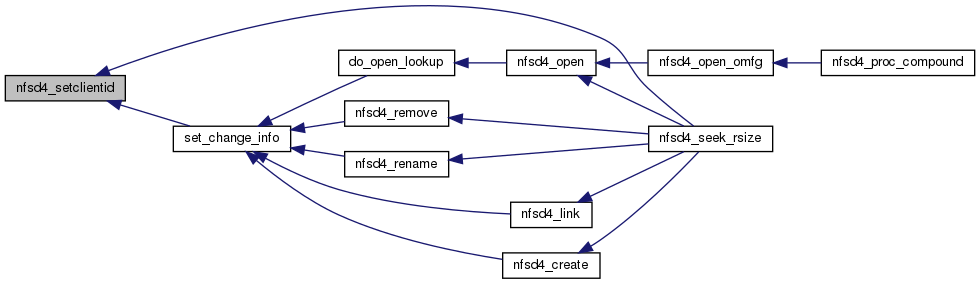 nfsd4_setclientid
set_change_info
do_open_lookup
nfsd4_remove
nfsd4_rename
nfsd4_link
nfsd4_create
nfsd4_open
nfsd4_seek_rsize
nfsd4_open_omfg
nfsd4_proc_compound